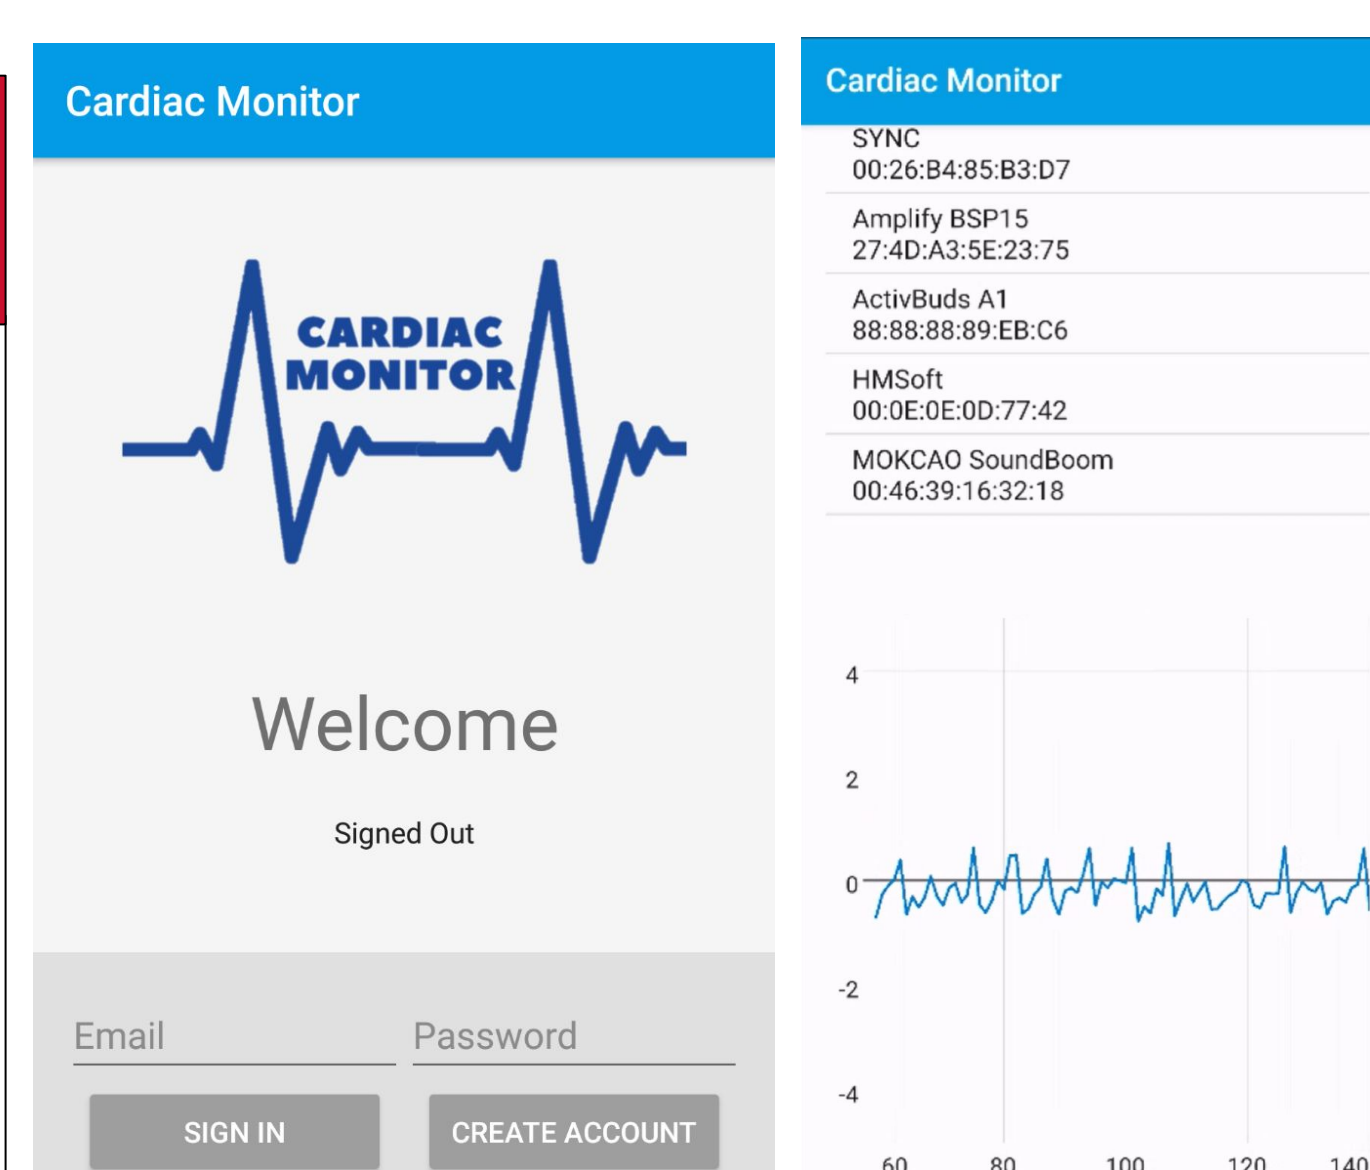 Cardiac Monitor
CARDIAC
MONITOR
Welcome
Signed Out
Email
Password
SIGN IN
CREATE ACCOUNT
Cardiac Monitor
SYNC
00:26:B4:85:B3:D7
Amplify BSP15
27:4D:A3:5E:23:75
ActivBuds A1
88:88:88:89:EB:C6
HMSoft
00:0E:0E:0D:77:42
MOKCAO SoundBoom
00:46:39:16:32:18
4
2
0
-2
-4
60 80 100 120 140